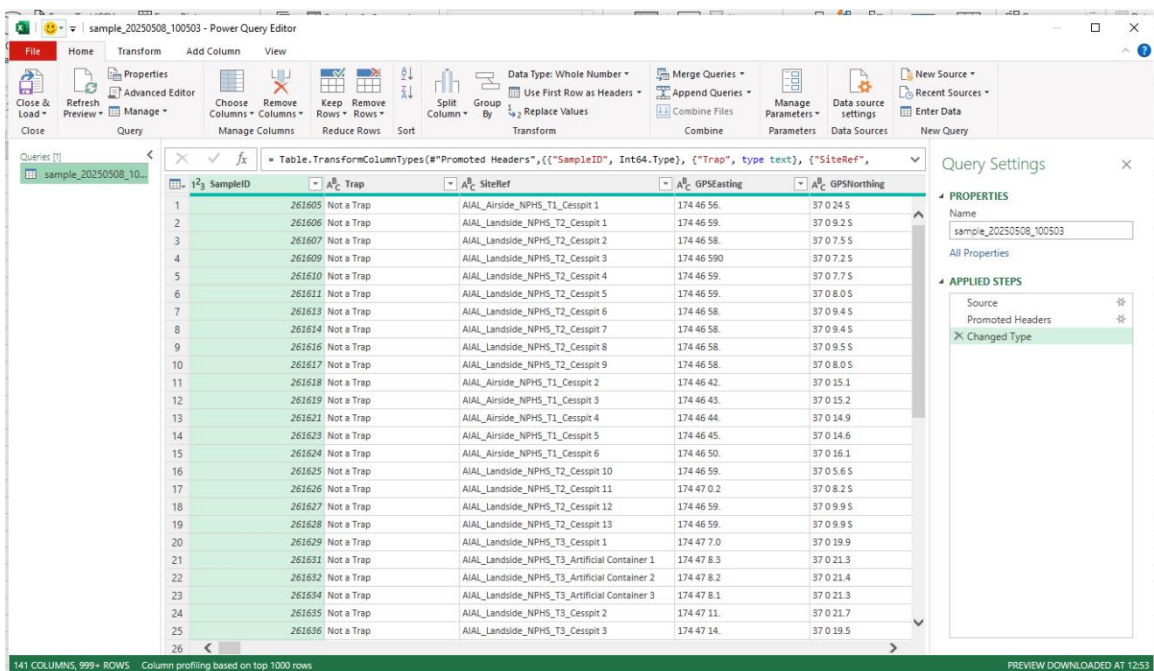 sample_20250508_100503 - Power Query Editor
File Home Transform Add Column View
Close & Load
Refresh Preview
Properties
Advanced Editor
Manage
Choose Columns
Remove Columns
Keep Rows
Remove Rows
Split Column
Group By
Data Type: Whole Number
Use First Row as Headers
Replace Values
Merge Queries
Append Queries
Combine Files
Manage Parameters
Data source settings
New Source
Recent Sources
Enter Data
Close Query Manage Columns Reduce Rows Sort Transform Combine Parameters Data Sources New Query
Queries [1]
sample_20250508_10...
fx = Table.TransformColumnTypes(#"Promoted Headers",{{"SampleID", Int64.Type}, {"Trap", type text}, {"SiteRef",
123 SampleID ABC Trap ABC SiteRef ABC GPSEasting ABC GPSNorthing
1 261605 Not a Trap AIAL_Airside_NPHS_T1_Cesspit 1 174 46 56. 37 0 24 S
2 261606 Not a Trap AIAL_Landside_NPHS_T2_Cesspit 1 174 46 59. 37 0 9.2 S
3 261607 Not a Trap AIAL_Landside_NPHS_T2_Cesspit 2 174 46 58. 37 0 7.5 S
4 261609 Not a Trap AIAL_Landside_NPHS_T2_Cesspit 3 174 46 590 37 0 7.2 S
5 261610 Not a Trap AIAL_Landside_NPHS_T2_Cesspit 4 174 46 59. 37 0 7.7 S
6 261611 Not a Trap AIAL_Landside_NPHS_T2_Cesspit 5 174 46 59. 37 0 8.0 S
7 261613 Not a Trap AIAL_Landside_NPHS_T2_Cesspit 6 174 46 58. 37 0 9.4 S
8 261614 Not a Trap AIAL_Landside_NPHS_T2_Cesspit 7 174 46 58. 37 0 9.4 S
9 261616 Not a Trap AIAL_Landside_NPHS_T2_Cesspit 8 174 46 58. 37 0 9.5 S
10 261617 Not a Trap AIAL_Landside_NPHS_T2_Cesspit 9 174 46 58. 37 0 8.0 S
11 261618 Not a Trap AIAL_Airside_NPHS_T1_Cesspit 2 174 46 42. 37 0 15.1
12 261619 Not a Trap AIAL_Airside_NPHS_T1_Cesspit 3 174 46 43. 37 0 15.2
13 261621 Not a Trap AIAL_Airside_NPHS_T1_Cesspit 4 174 46 44. 37 0 14.9
14 261623 Not a Trap AIAL_Airside_NPHS_T1_Cesspit 5 174 46 45. 37 0 14.6
15 261624 Not a Trap AIAL_Airside_NPHS_T1_Cesspit 6 174 46 50. 37 0 16.1
16 261625 Not a Trap AIAL_Landside_NPHS_T2_Cesspit 10 174 46 59. 37 0 5.6 S
17 261626 Not a Trap AIAL_Landside_NPHS_T2_Cesspit 11 174 47 0.2 37 0 8.2 S
18 261627 Not a Trap AIAL_Landside_NPHS_T2_Cesspit 12 174 46 59. 37 0 9.9 S
19 261628 Not a Trap AIAL_Landside_NPHS_T2_Cesspit 13 174 46 59. 37 0 9.9 S
20 261629 Not a Trap AIAL_Landside_NPHS_T3_Cesspit 1 174 47 7.0 37 0 19.9
21 261631 Not a Trap AIAL_Landside_NPHS_T3_Artificial Container 1 174 47 8.3 37 0 21.3
22 261632 Not a Trap AIAL_Landside_NPHS_T3_Artificial Container 2 174 47 8.2 37 0 21.4
23 261634 Not a Trap AIAL_Landside_NPHS_T3_Artificial Container 3 174 47 8.1 37 0 21.3
24 261635 Not a Trap AIAL_Landside_NPHS_T3_Cesspit 2 174 47 11. 37 0 21.7
25 261636 Not a Trap AIAL_Landside_NPHS_T3_Cesspit 3 174 47 14. 37 0 19.5
26
Query Settings
PROPERTIES
Name
sample_20250508_100503
All Properties
APPLIED STEPS
Source
Promoted Headers
Changed Type
141 COLUMNS, 999+ ROWS Column profiling based on top 1000 rows PREVIEW DOWNLOADED AT 12:53